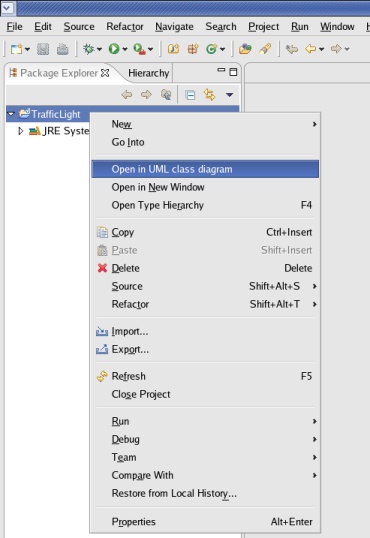 File Edit Source Refactor Navigate Search Project Run Window
Package Explorer Hierarchy
TrafficLight
JRE Syste
New
Go Into
Open in UML class diagram
Open in New Window
Open Type Hierarchy F4
Copy Ctrl+Insert
Paste Shift+Insert
Delete Delete
Source Shift+Alt+S
Refactor Shift+Alt+T
Import...
Export...
Refresh F5
Close Project
Run
Debug
Team
Compare With
Restore from Local History...
Properties Alt+Enter